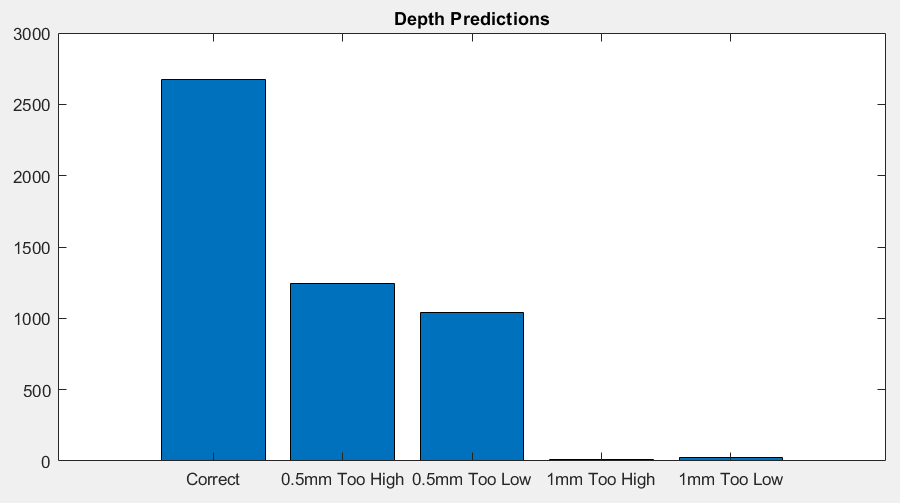 Depth Predictions
3000
2500
2000
1500
1000
500
0
Correct
0.5mm Too High
0.5mm Too Low
1mm Too High
1mm Too Low